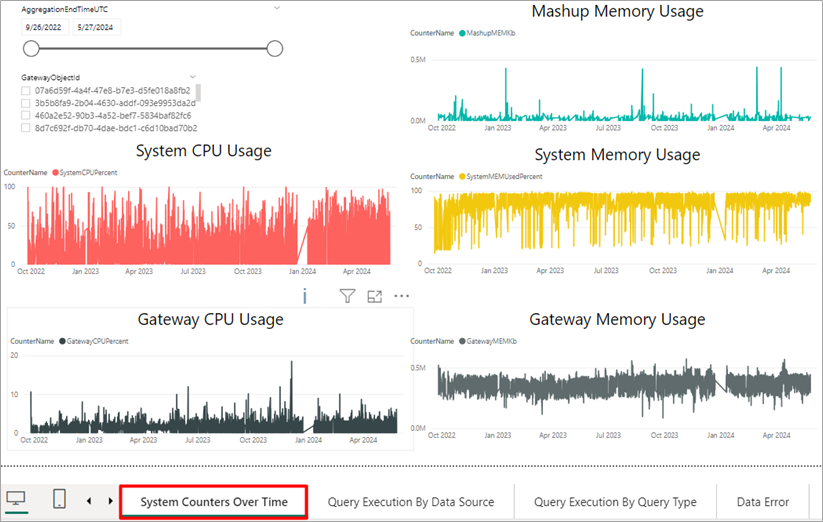 AggregationEndTimeUTC
9/26/2022 5/27/2024
GatewayObjectId
07a6d59f-4a4f-47e8-b7e3-d5fe018a8fb2
3b5b8fa9-2b04-4630-addf-093e9953da2d
460a2e52-90b3-4a52-bef7-5834baf82fc6
8d7c692f-db70-4dae-bdc1-c6d10bad70b2
Mashup Memory Usage
CounterName MashupMEMKb
0.5M
0.0M
Oct 2022 Jan 2023 Apr 2023 Jul 2023 Oct 2023 Jan 2024 Apr 2024
System CPU Usage
CounterName SystemCPUPercent
100
50
0
Oct 2022 Jan 2023 Apr 2023 Jul 2023 Oct 2023 Jan 2024 Apr 2024
System Memory Usage
CounterName SystemMEMUsedPercent
100
50
0
Oct 2022 Jan 2023 Apr 2023 Jul 2023 Oct 2023 Jan 2024 Apr 2024
Gateway CPU Usage
CounterName GatewayCPUPercent
20
10
0
Oct 2022 Jan 2023 Apr 2023 Jul 2023 Oct 2023 Jan 2024 Apr 2024
Gateway Memory Usage
CounterName GatewayMEMKb
0.5M
0.0M
Oct 2022 Jan 2023 Apr 2023 Jul 2023 Oct 2023 Jan 2024 Apr 2024
System Counters Over Time Query Execution By Data Source Query Execution By Query Type Data Error